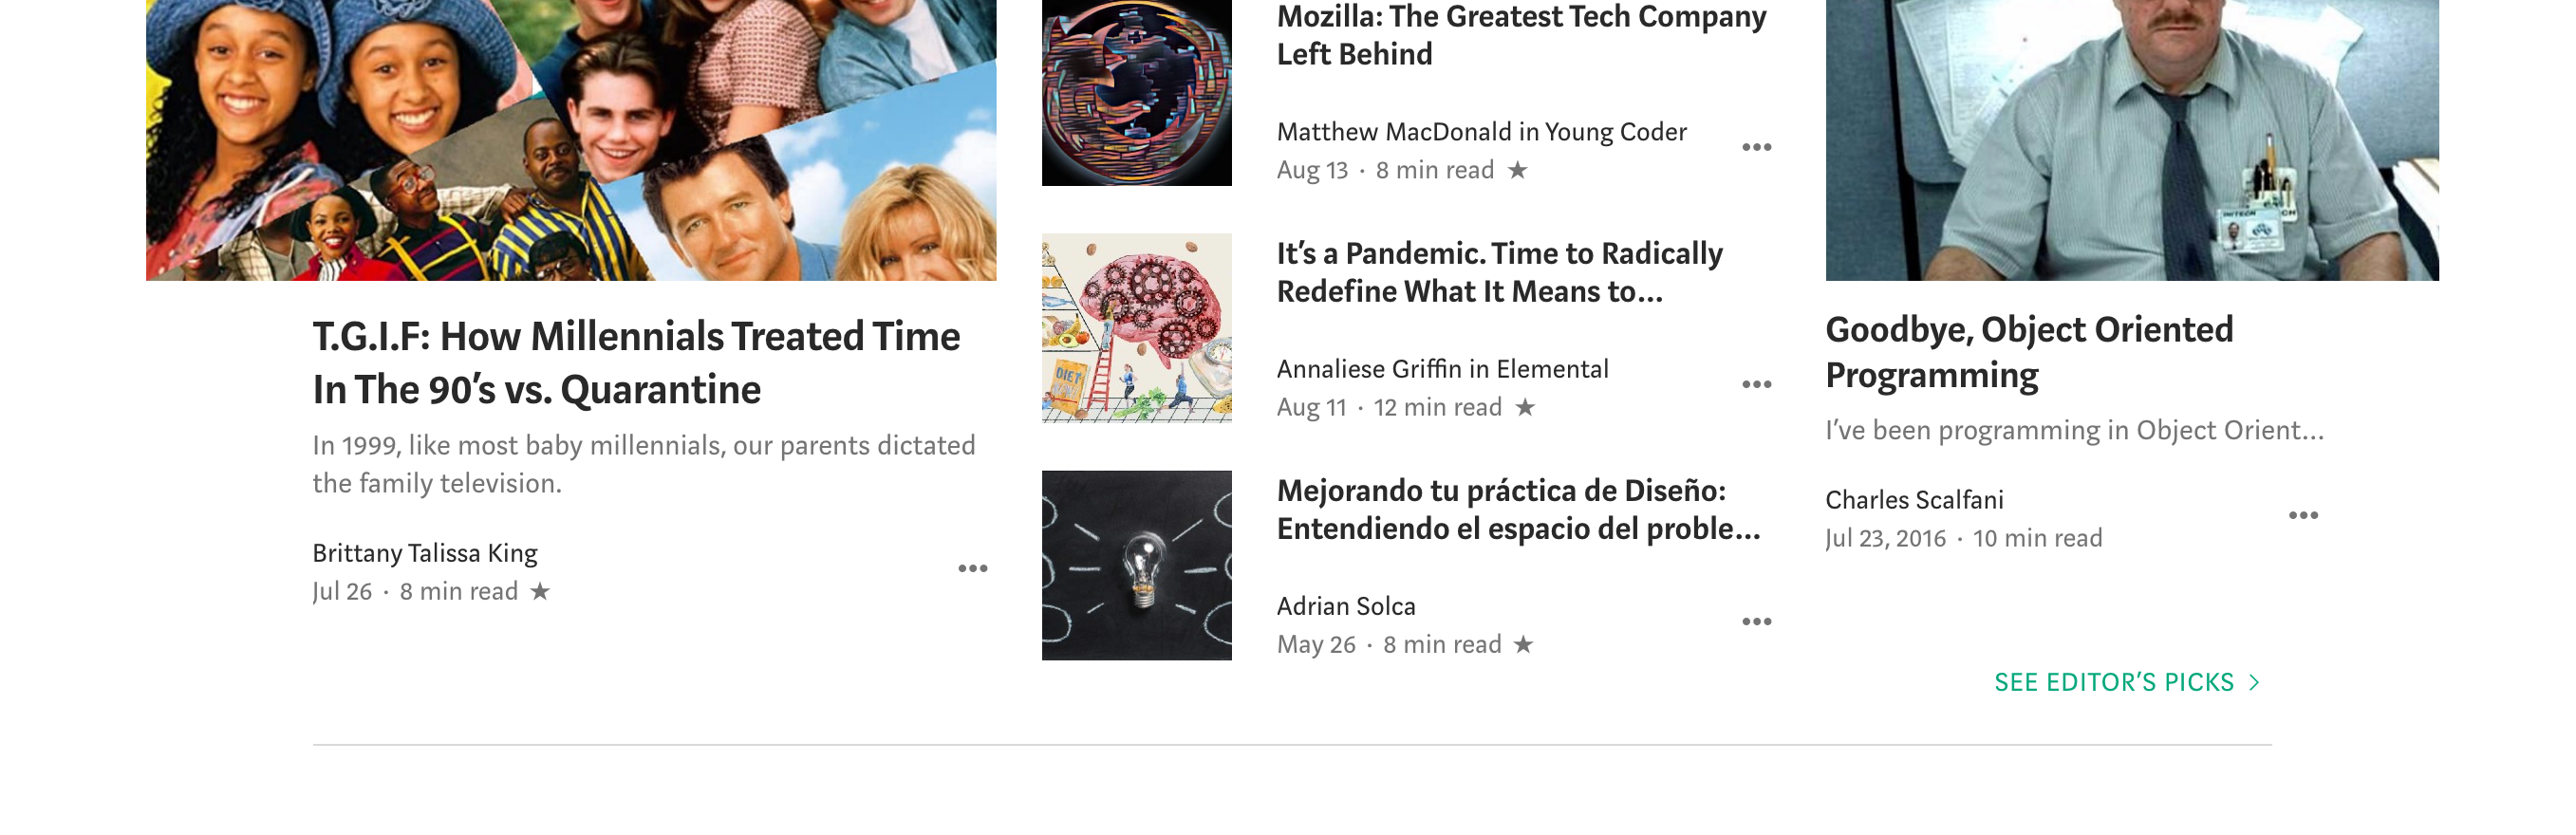 T.G.I.F: How Millennials Treated Time
In The 90’s vs. Quarantine
In 1999, like most baby millennials, our parents dictated
the family television.
Brittany Talissa King
Jul 26 · 8 min read ★
Mozilla: The Greatest Tech Company
Left Behind
Matthew MacDonald in Young Coder
Aug 13 · 8 min read ★
It’s a Pandemic. Time to Radically
Redefine What It Means to…
Annaliese Griffin in Elemental
Aug 11 · 12 min read ★
DIET
Mejorando tu práctica de Diseño:
Entendiendo el espacio del proble…
Adrian Solca
May 26 · 8 min read ★
INITECH
Goodbye, Object Oriented
Programming
I’ve been programming in Object Orient…
Charles Scalfani
Jul 23, 2016 · 10 min read
SEE EDITOR’S PICKS